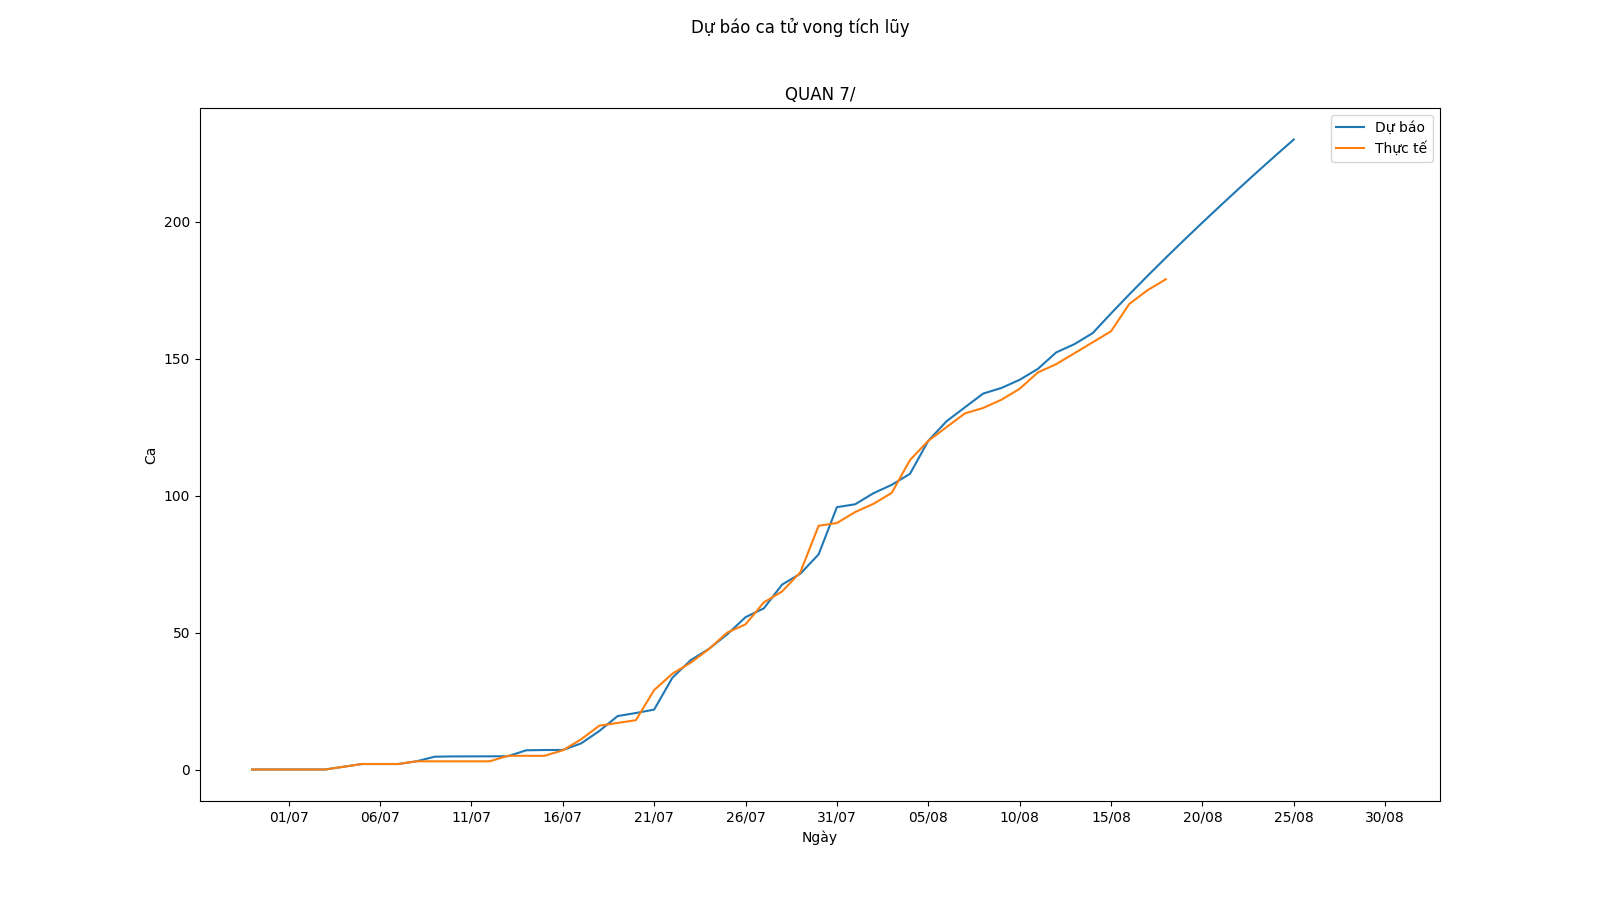 Dự báo ca tử vong tích lũy
QUAN 7/
Dự báo
Thực tế
200
150
100
50
0
Ca
01/07 06/07 11/07 16/07 21/07 26/07 31/07 05/08 10/08 15/08 20/08 25/08 30/08
Ngày